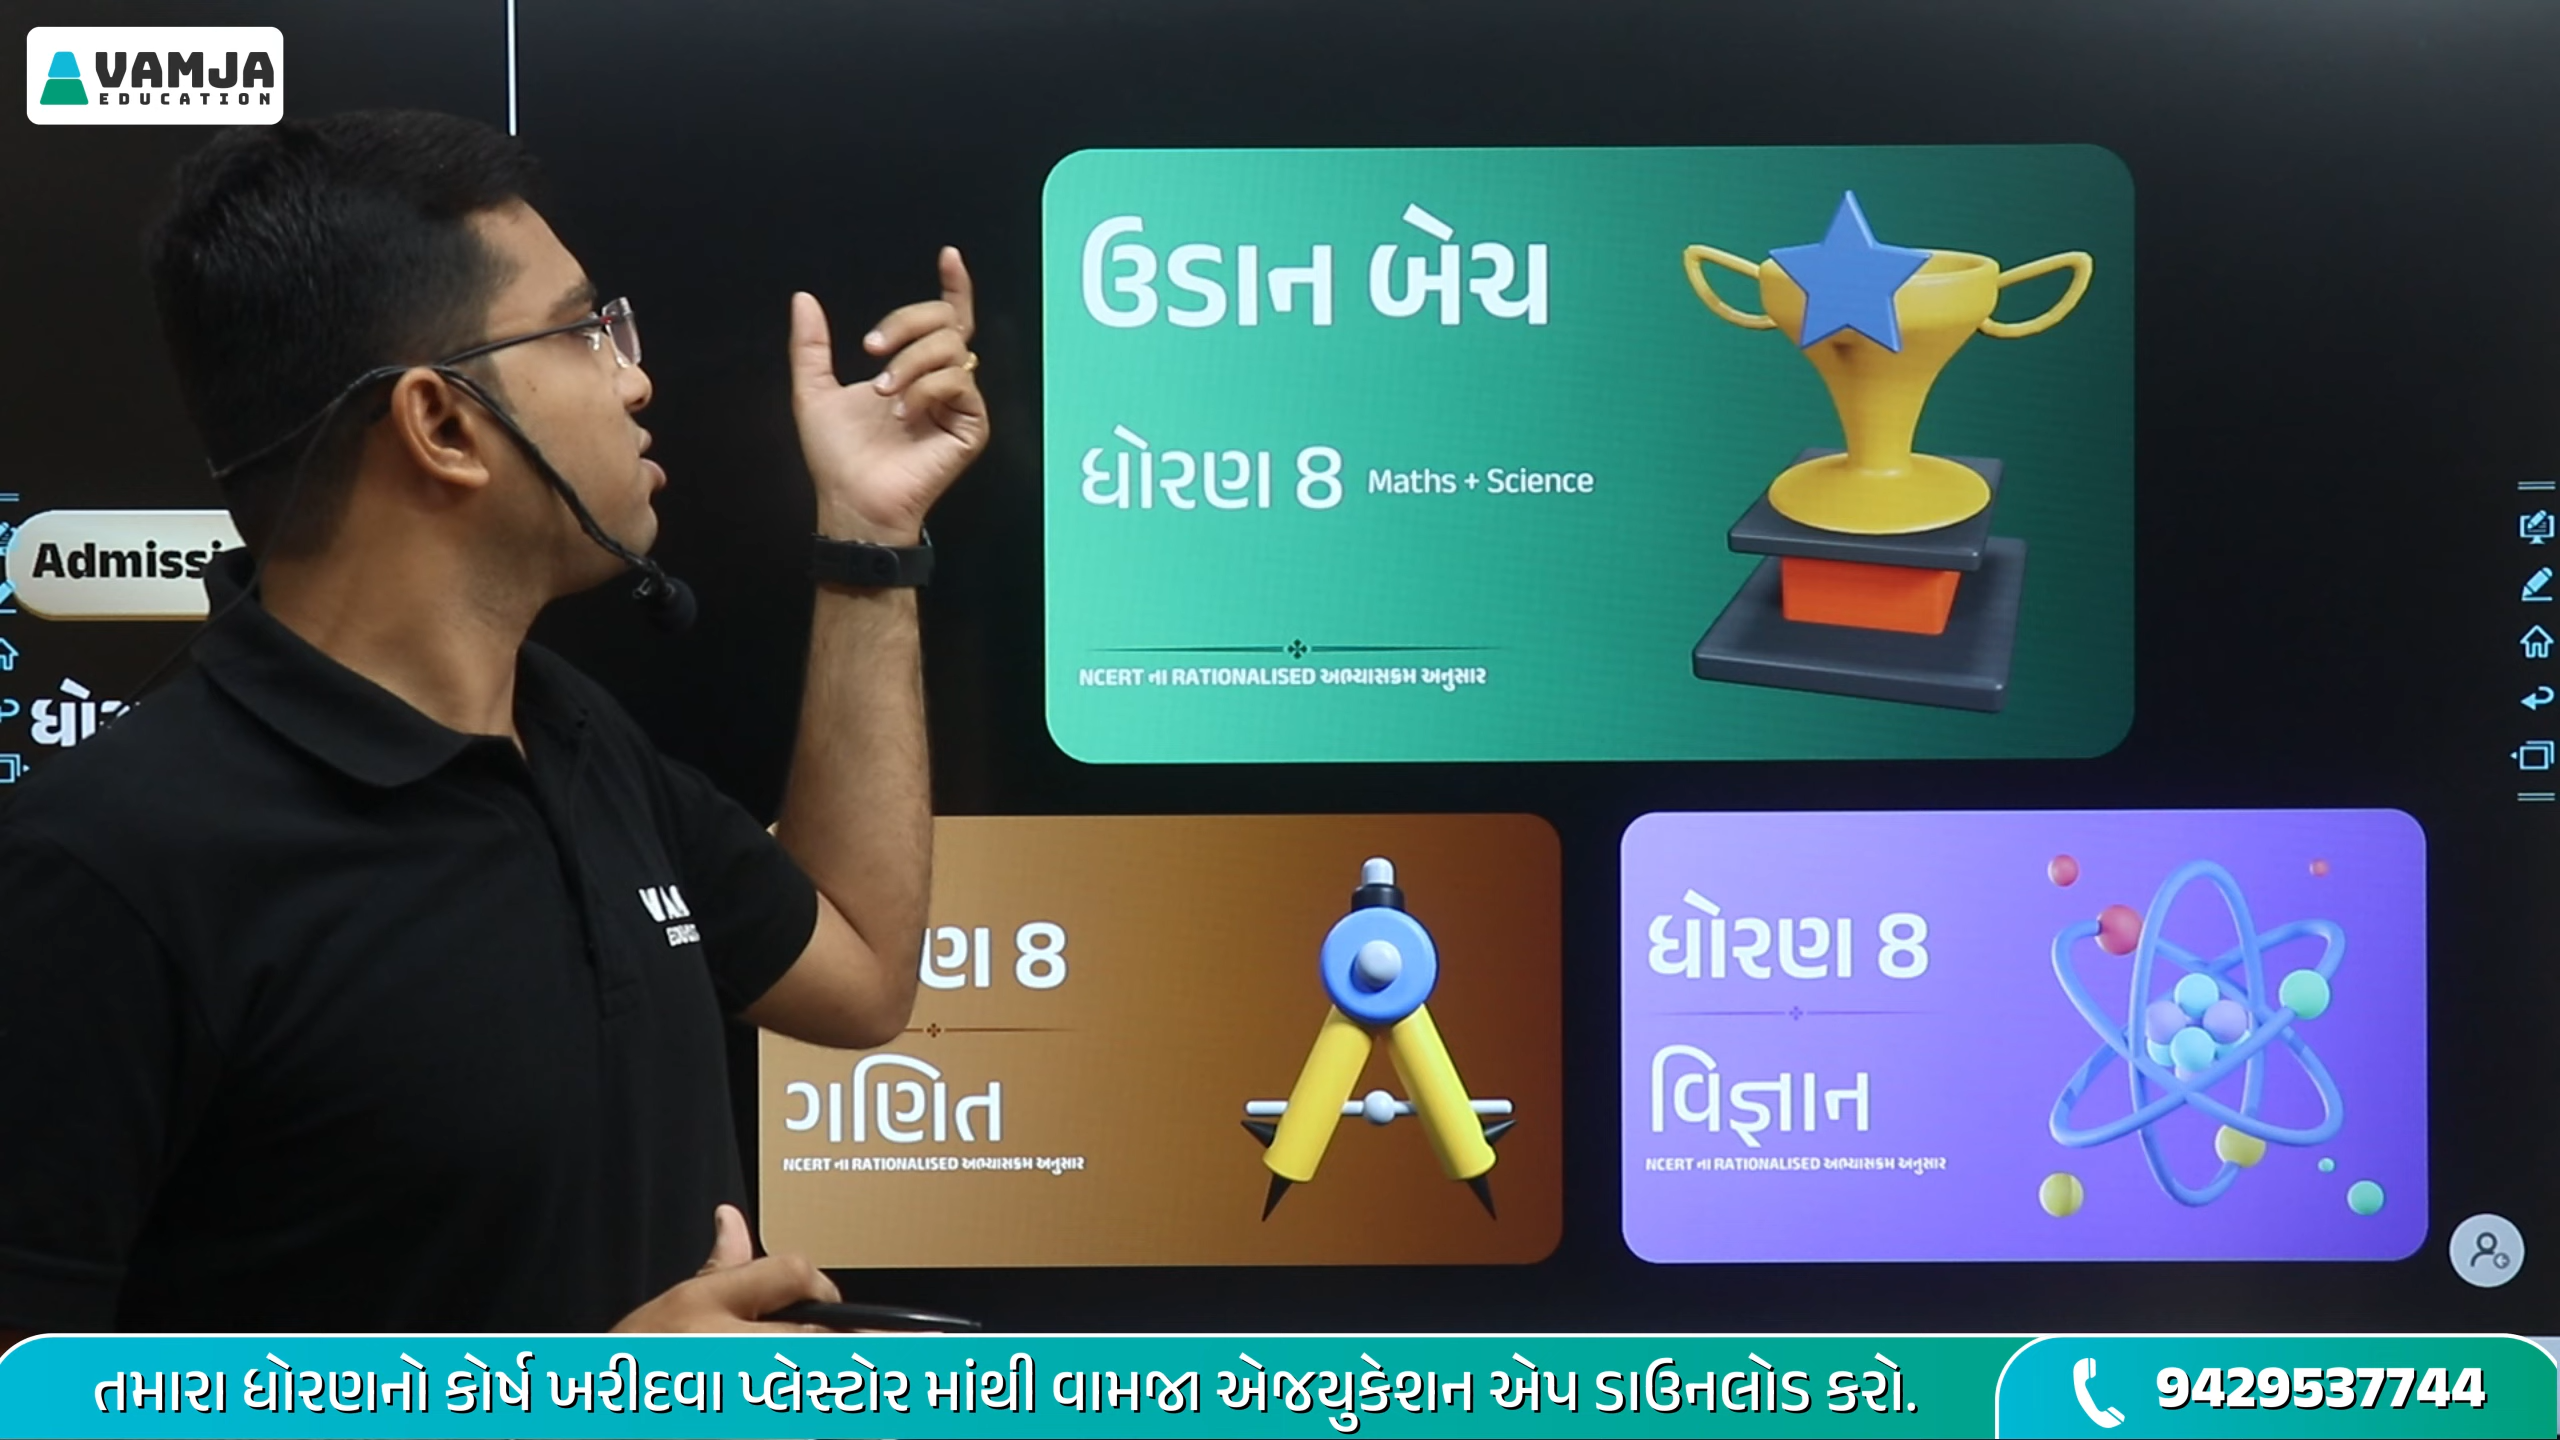 VAMJA
EDUCATION
ઉડાન બેચ
ધોરણ 8 Maths + Science
NCERT ના RATIONALISED અભ્યાસક્રમ અનુસાર
8
ગણિત
NCERT ના RATIONALISED અભ્યાસક્રમ અનુસાર
ધોરણ 8
વિજ્ઞાન
NCERT ના RATIONALISED અભ્યાસક્રમ અનુસાર
તમારા ધોરણનો કોર્ષ ખરીદવા પ્લેસ્ટોર માંથી વામજા એજ્યુકેશન એપ ડાઉનલોડ કરો.
9429537744